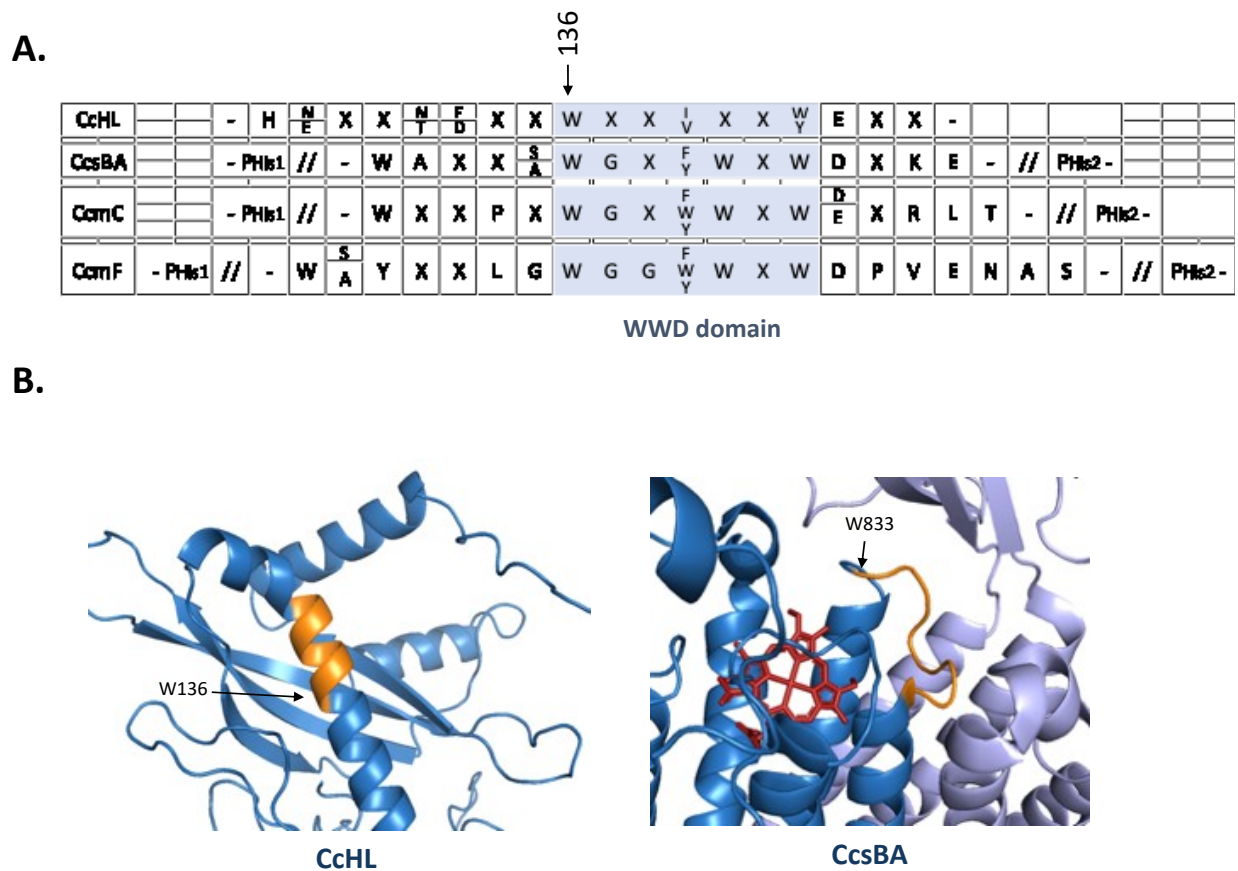 A.
136
CcHL - H N/E X X N/T F/D X X W X X I/V X X W/Y E X X -
CcsBA - PHis1 // - W A X X S/A W G X F/Y W X W D X K E - // PHis2 -
CcmC - PHis1 // - W X X P X W G X F/W/Y W X W D/E X R L T - // PHis2 -
CcmF - PHis1 // - W S/A Y X X L G W G G F/W/Y W X W D P V E N A S - // PHis2 -
WWD domain
B.
W136
W833
CcHL
CcsBA